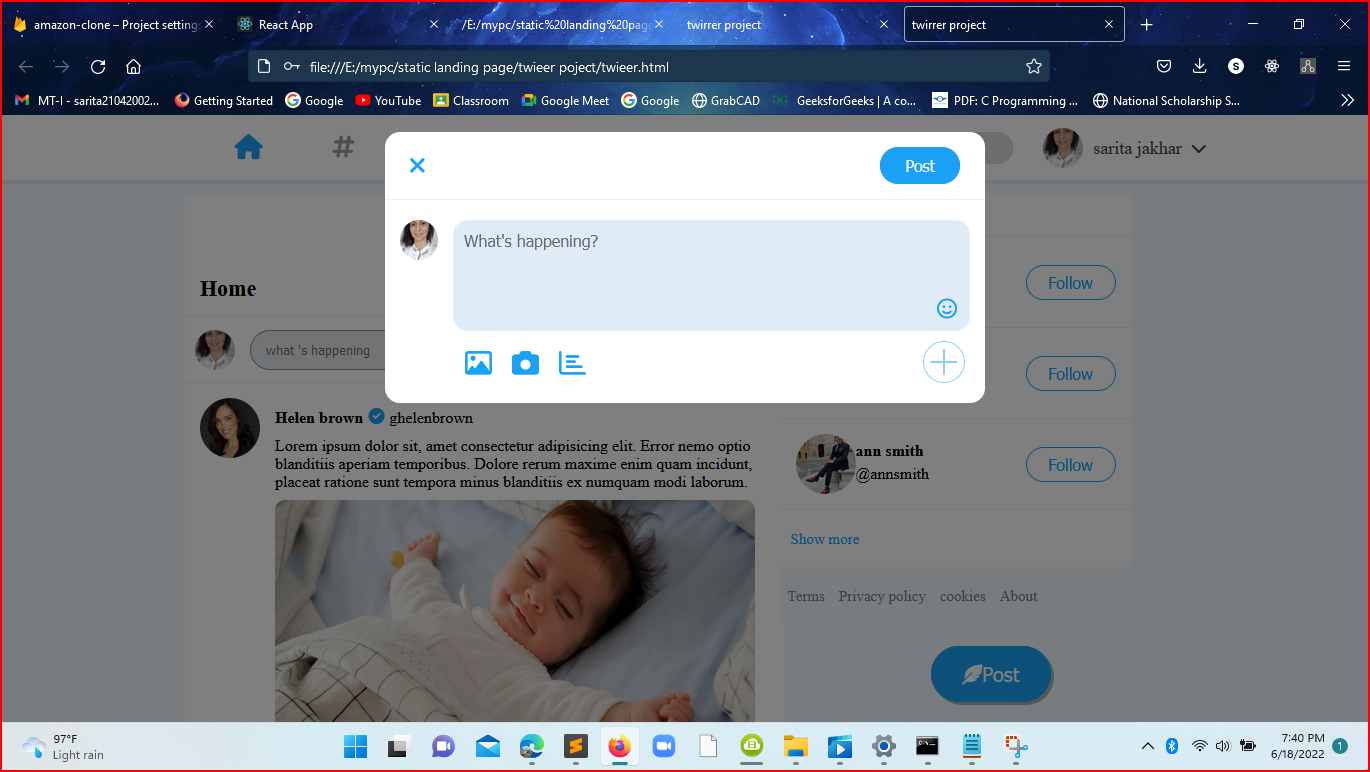 amazon-clone – Project settings
React App
/E:/mypc/static%20landing%20page
twirrer project
twirrer project
file:///E:/mypc/static landing page/twieer poject/twieer.html
S
MT-I - sarita21042002...
Getting Started
Google
YouTube
Classroom
Google Meet
Google
GrabCAD
GeeksforGeeks | A co...
PDF: C Programming ...
National Scholarship S...
#
sarita jakhar
Post
What's happening?
Home
what 's happening
Follow
Follow
Helen brown ghelenbrown
Lorem ipsum dolor sit, amet consectetur adipisicing elit. Error nemo optio
blanditiis aperiam temporibus. Dolore rerum maxime enim quam incidunt,
placeat ratione sunt tempora minus blanditiis ex numquam modi laborum.
ann smith
@annsmith
Follow
Show more
Terms Privacy policy cookies About
Post
97°F
Light rain
7:40 PM
6/18/2022
1